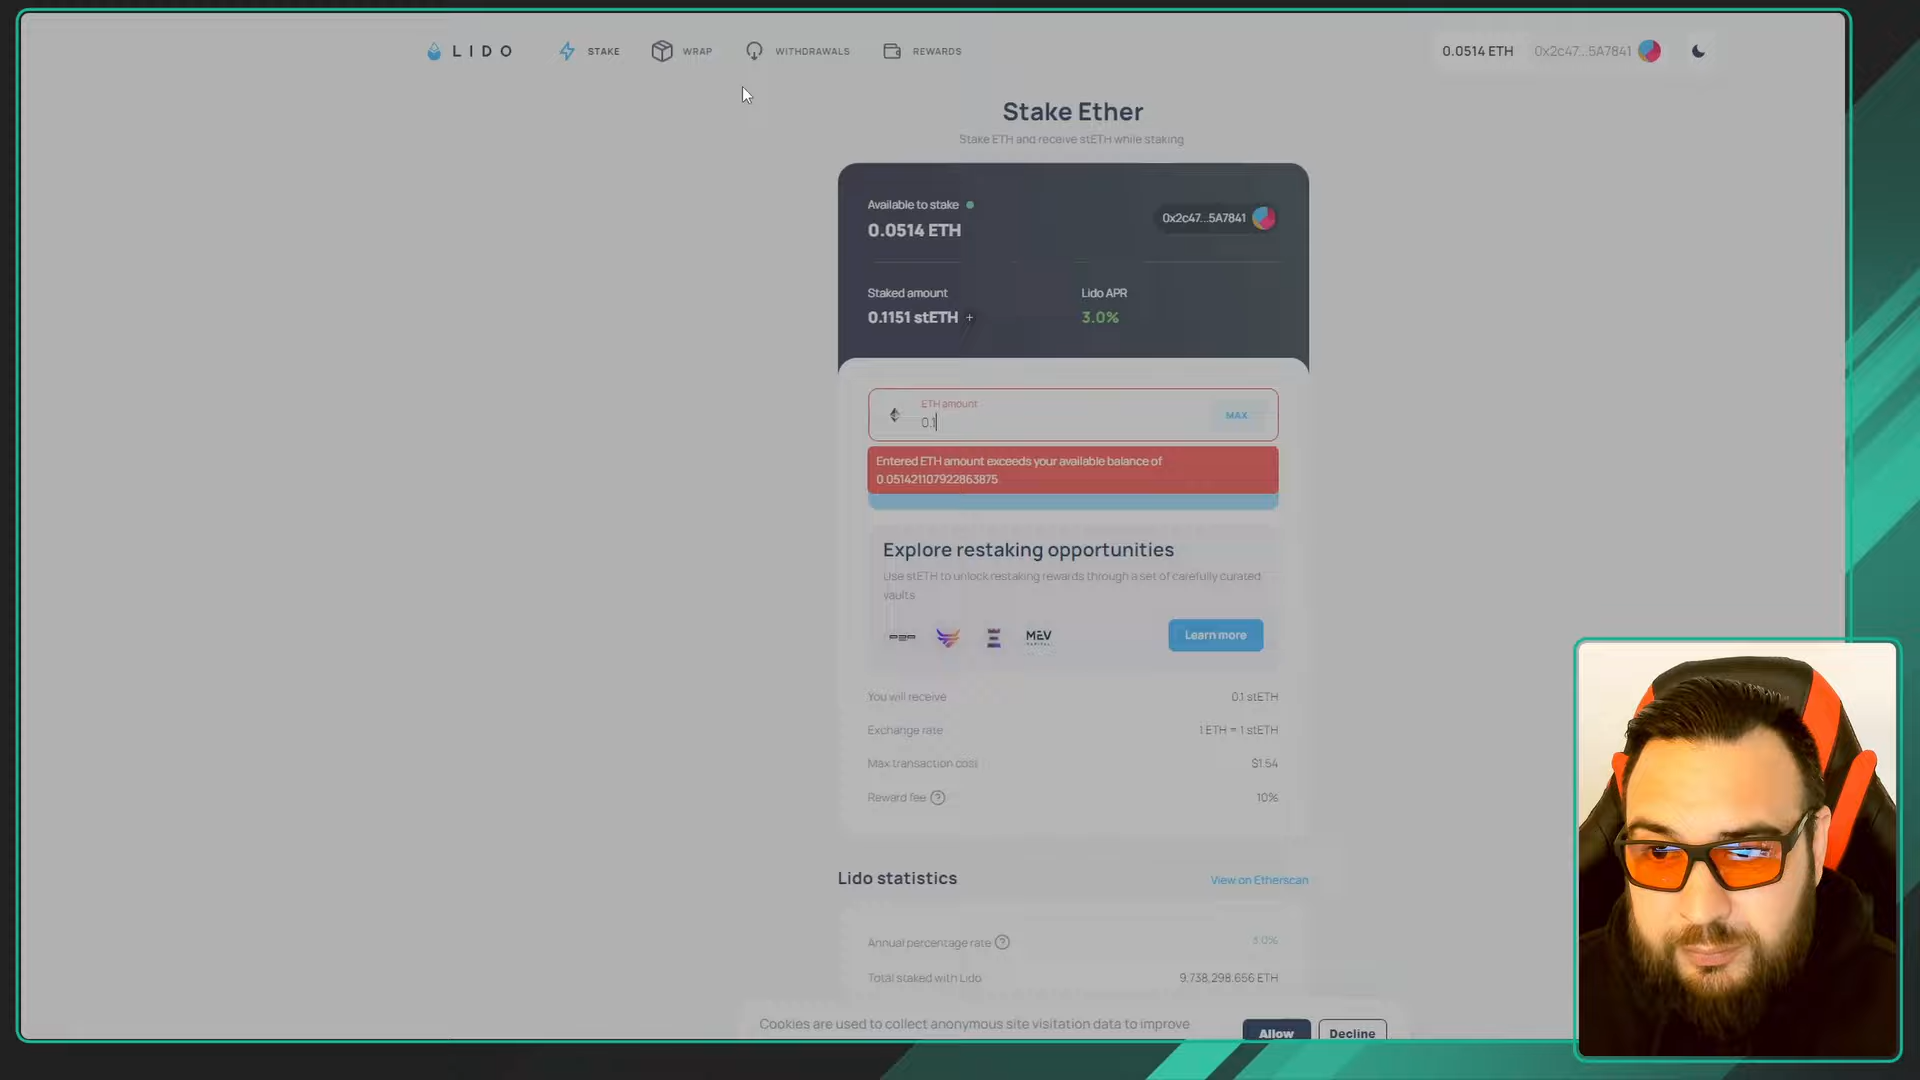 LIDO
STAKE
WRAP
WITHDRAWALS
REWARDS
0.0514 ETH
0x2c47...5A7841
Stake Ether
Stake ETH and receive stETH while staking
Available to stake
0.0514 ETH
0x2c47...5A7841
Staked amount
0.1151 stETH +
Lido APR
3.0%
ETH amount
0.1
MAX
Entered ETH amount exceeds your available balance of
0.051421107922863875
Explore restaking opportunities
Use stETH to unlock restaking rewards through a set of carefully curated
vaults
MEV
CAPITAL
Learn more
You will receive
0.1 stETH
Exchange rate
1 ETH = 1 stETH
Max transaction cost
$1.54
Reward fee ?
10%
Lido statistics
View on Etherscan
Annual percentage rate ?
3.0%
Total staked with Lido
9,738,298.656 ETH
Cookies are used to collect anonymous site visitation data to improve
Allow
Decline